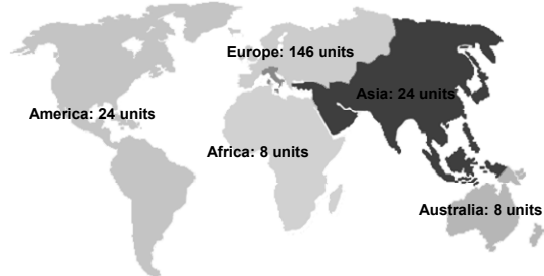 Europe: 146 units
Asia: 24 units
America: 24 units
Africa: 8 units
Australia: 8 units